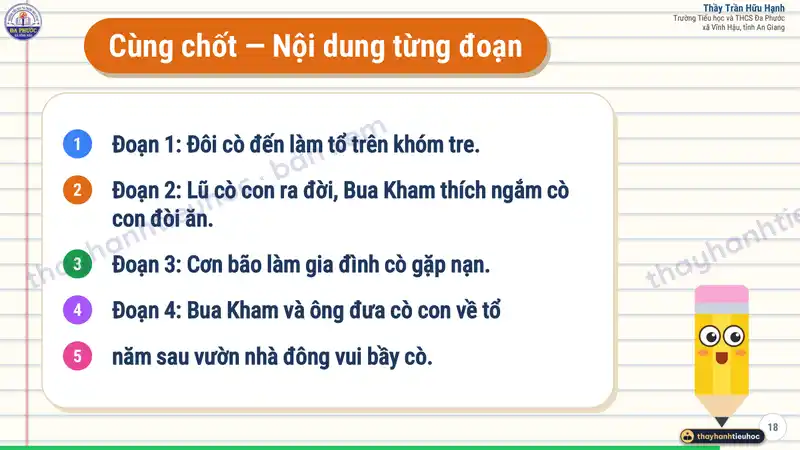 Thầy Trần Hữu Hạnh
Trường Tiểu học và THCS Đa Phước
xã Vĩnh Hậu, tỉnh An Giang
ĐA PHƯỚC
Cùng chốt — Nội dung từng đoạn
1 Đoạn 1: Đôi cò đến làm tổ trên khóm tre.
2 Đoạn 2: Lũ cò con ra đời, Bua Kham thích ngắm cò
con đòi ăn.
3 Đoạn 3: Cơn bão làm gia đình cò gặp nạn.
4 Đoạn 4: Bua Kham và ông đưa cò con về tổ
5 năm sau vườn nhà đông vui bầy cò.
18
thayhanhtieuhoc